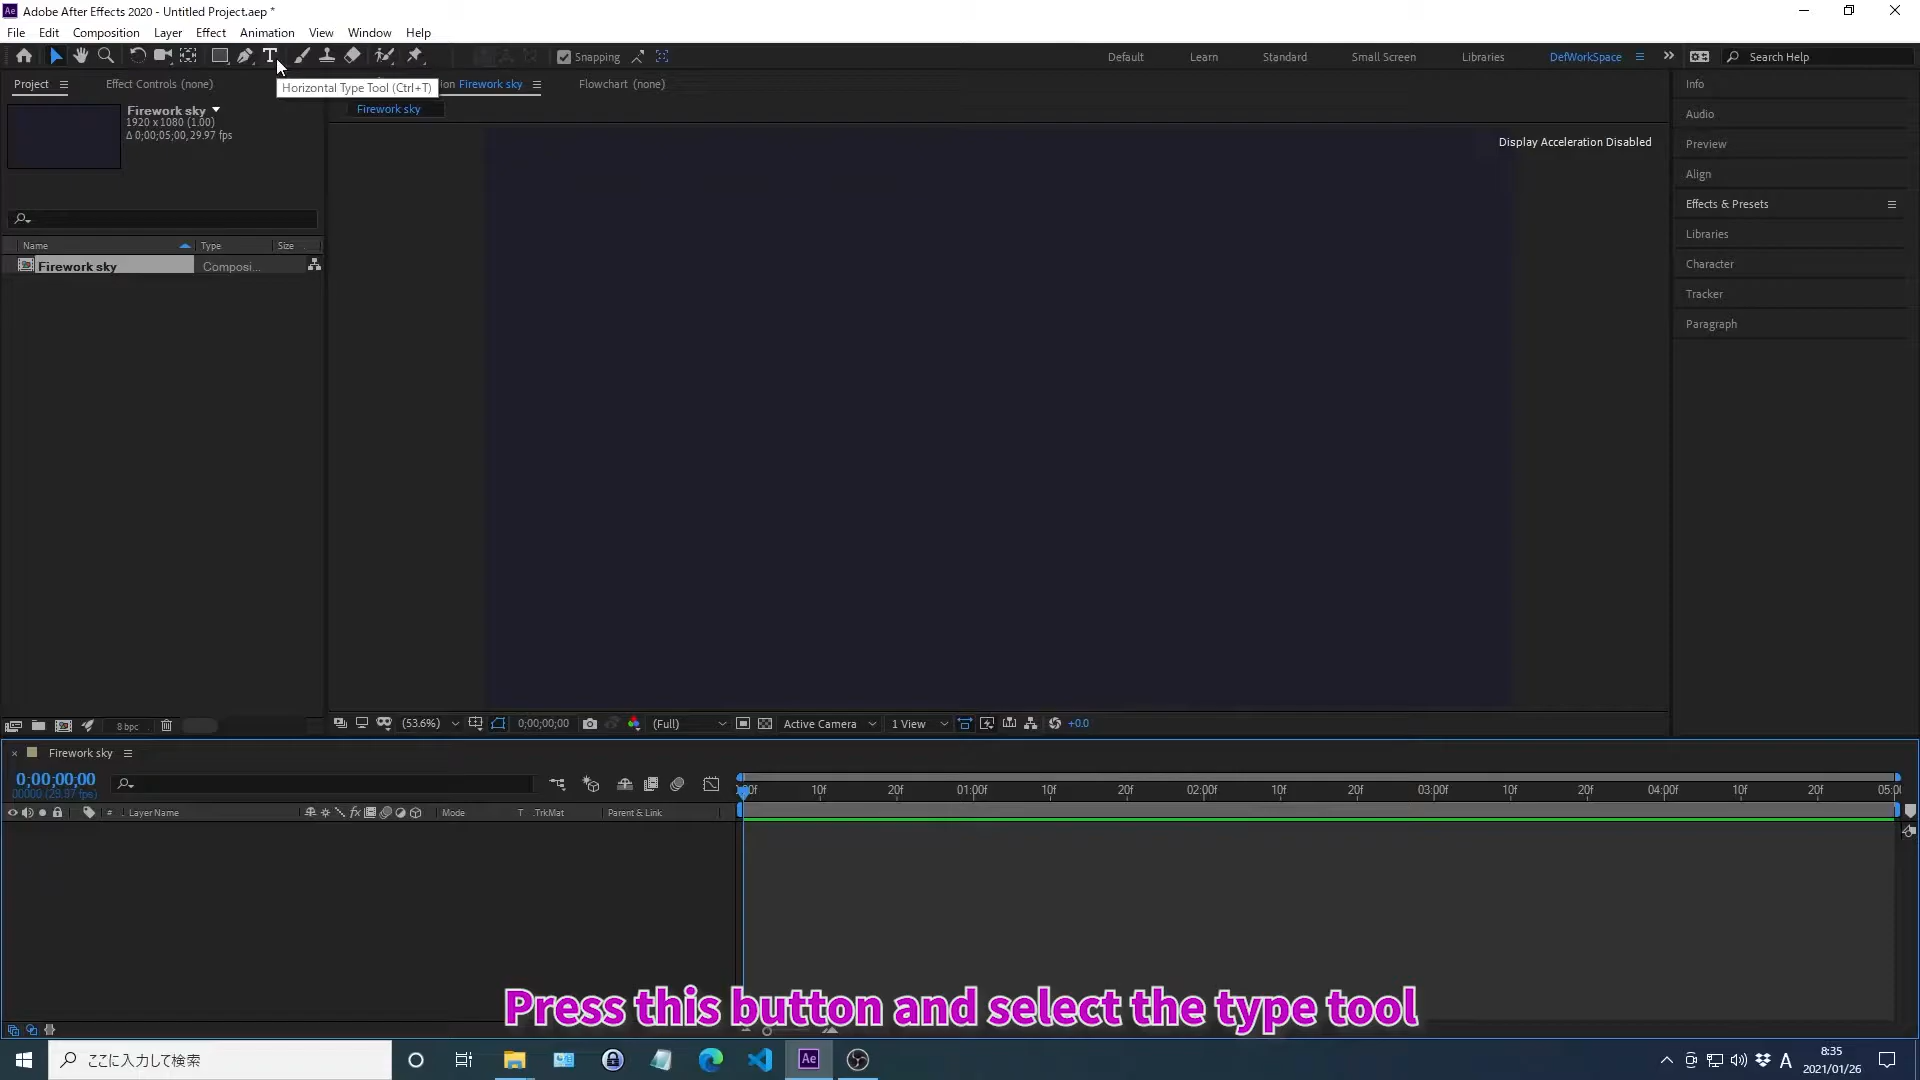 Adobe After Effects 2020 - Untitled Project.aep *
File Edit Composition Layer Effect Animation View Window Help
Snapping
Default Learn Standard Small Screen Libraries DefWorkSpace
Search Help
Project Effect Controls (none)
Horizontal Type Tool (Ctrl+T)
Firework sky
Flowchart (none)
Firework sky
Firework sky
1920 x 1080 (1.00)
Δ 0;00;05;00, 29.97 fps
Display Acceleration Disabled
Info
Audio
Preview
Align
Effects & Presets
Libraries
Character
Tracker
Paragraph
Name Type Size
Firework sky Composi...
8 bpc
(53.6%) 0;00;00;00 (Full) Active Camera 1 View +0.0
Firework sky
0;00;00;00
00000 (29.97 fps)
10f 20f 01:00f 10f 20f 02:00f 10f 20f 03:00f 10f 20f 04:00f 10f 20f
# Layer Name fx Mode T .TrkMat Parent & Link
Press this button and select the type tool
ここに入力して検索
Ae
A
8:35
2021/01/26